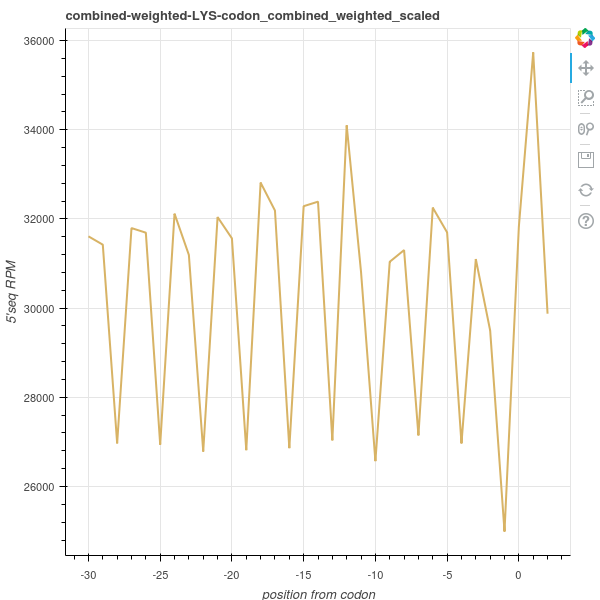 combined-weighted-LYS-codon_combined_weighted_scaled
36000
34000
32000
30000
28000
26000
5'seq RPM
-30 -25 -20 -15 -10 -5 0
position from codon